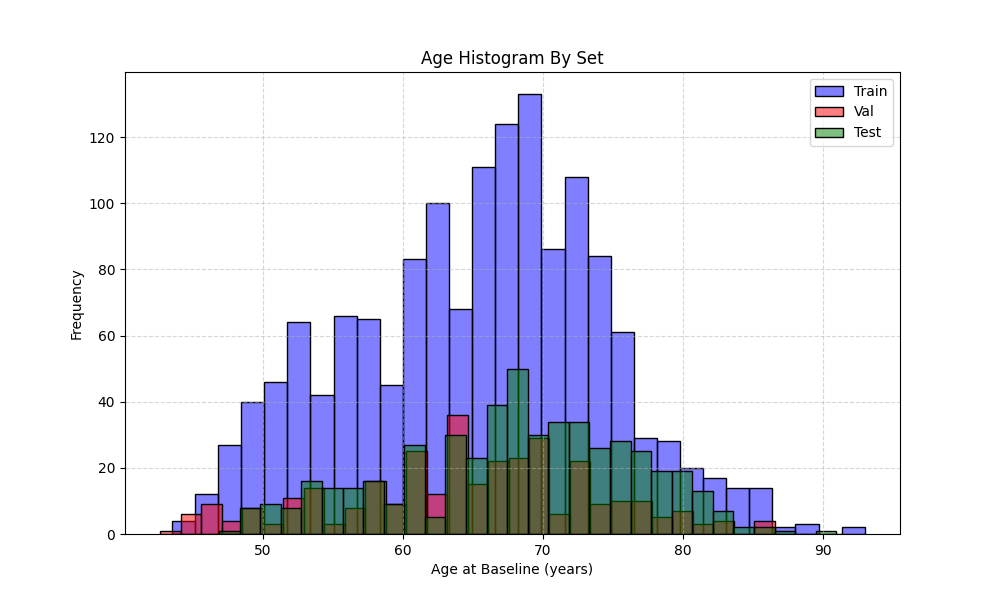 Age Histogram By Set
Train
Val
Test
120
100
80
60
40
20
0
Frequency
50 60 70 80 90
Age at Baseline (years)